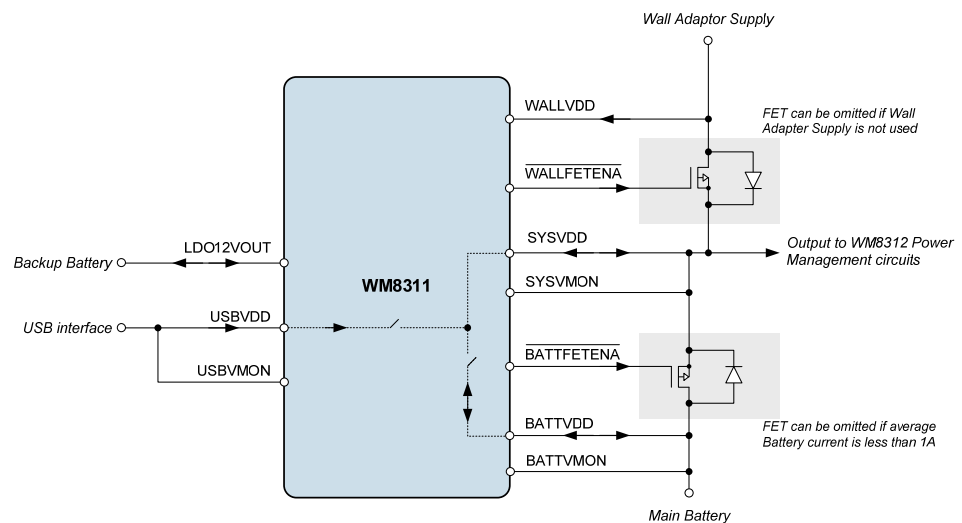 Wall Adaptor Supply
WALLVDD
FET can be omitted if Wall
Adapter Supply is not used
WALLFETENA
SYSVDD
Output to WM8312 Power
Management circuits
LDO12VOUT
Backup Battery
SYSVMON
WM8311
USBVDD
USB interface
USBVMON
BATTFETENA
BATTVDD
FET can be omitted if average
Battery current is less than 1A
BATTVMON
Main Battery